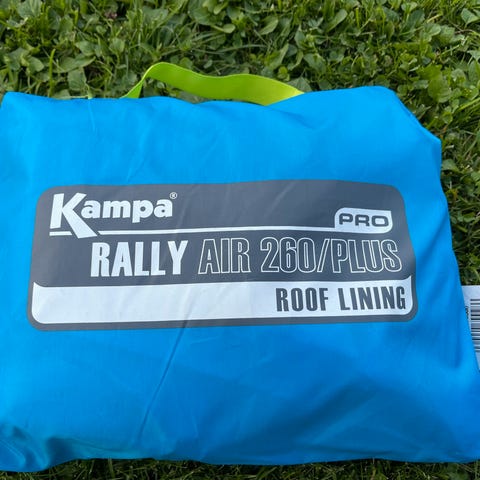 Kampa®
PRO
RALLY AIR 260/PLUS
ROOF LINING